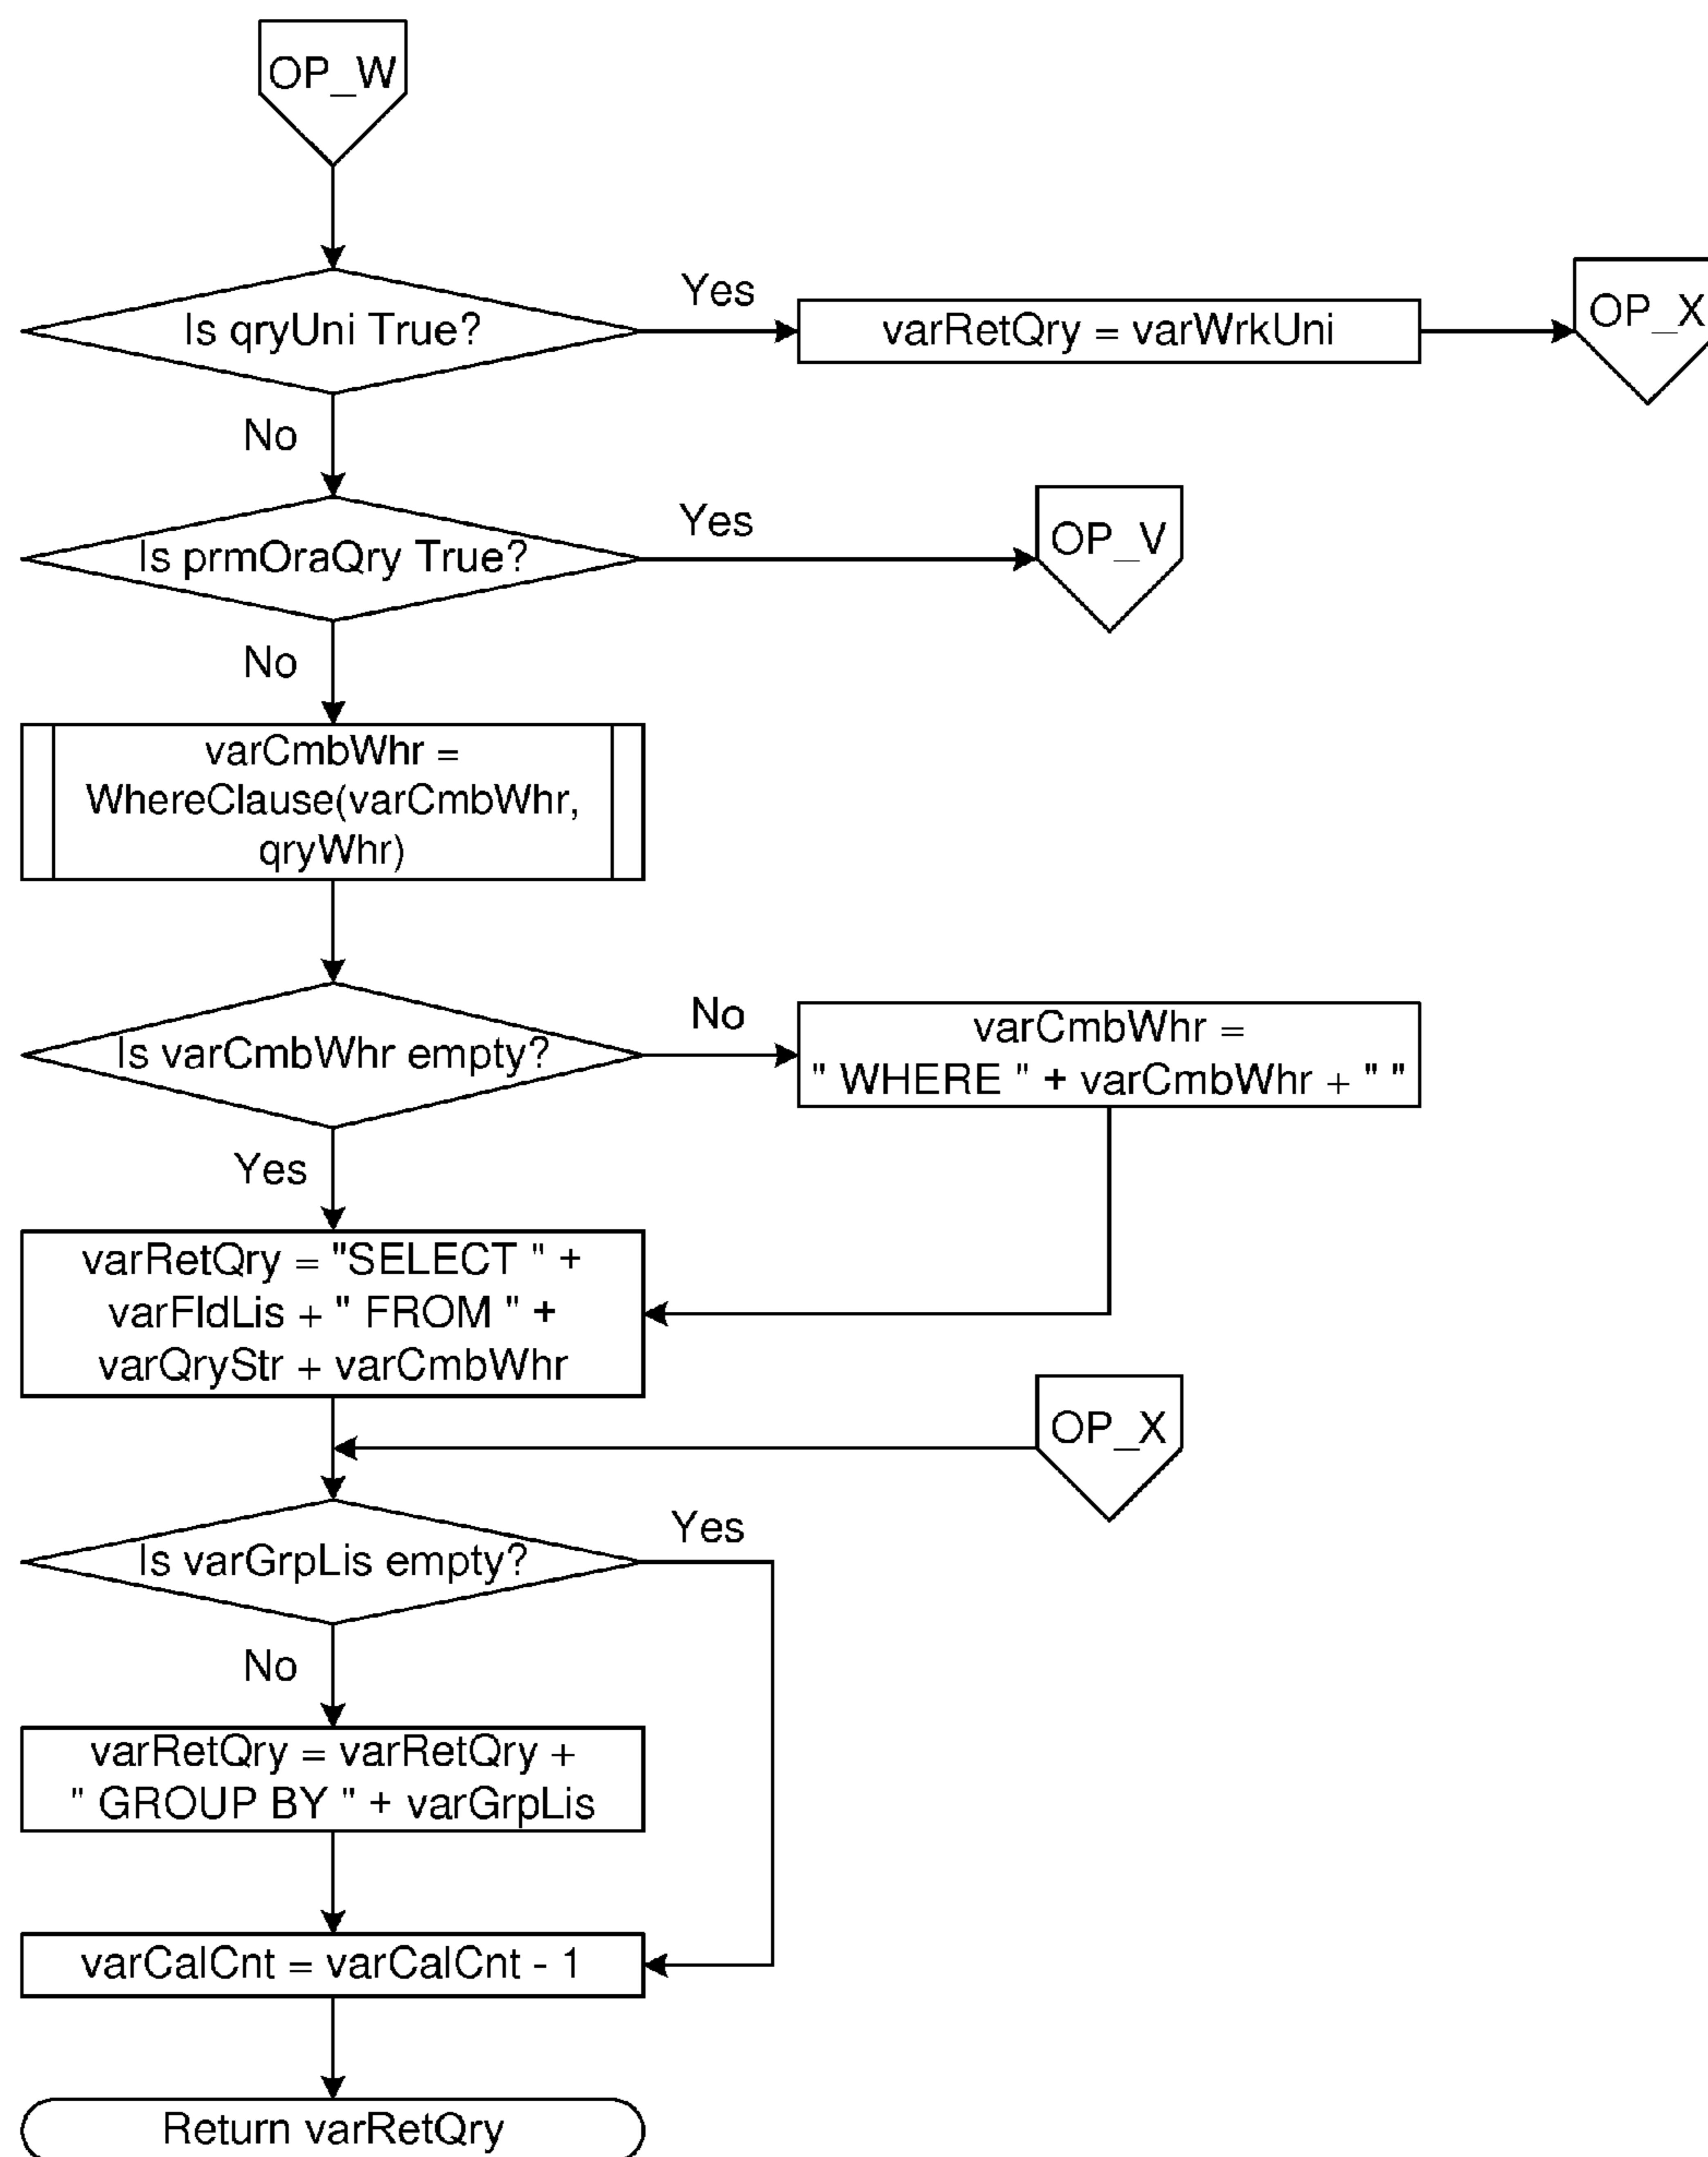 OP_W
Is qryUni True?
Yes
varRetQry = varWrkUni
OP_X
No
Is prmOraQry True?
Yes
OP_V
No
varCmbWhr =
WhereClause(varCmbWhr,
qryWhr)
Is varCmbWhr empty?
No
varCmbWhr =
" WHERE " + varCmbWhr + " "
Yes
varRetQry = "SELECT " +
varFldLis + " FROM " +
varQryStr + varCmbWhr
OP_X
Is varGrpLis empty?
Yes
No
varRetQry = varRetQry +
" GROUP BY " + varGrpLis
varCalCnt = varCalCnt - 1
Return varRetQry